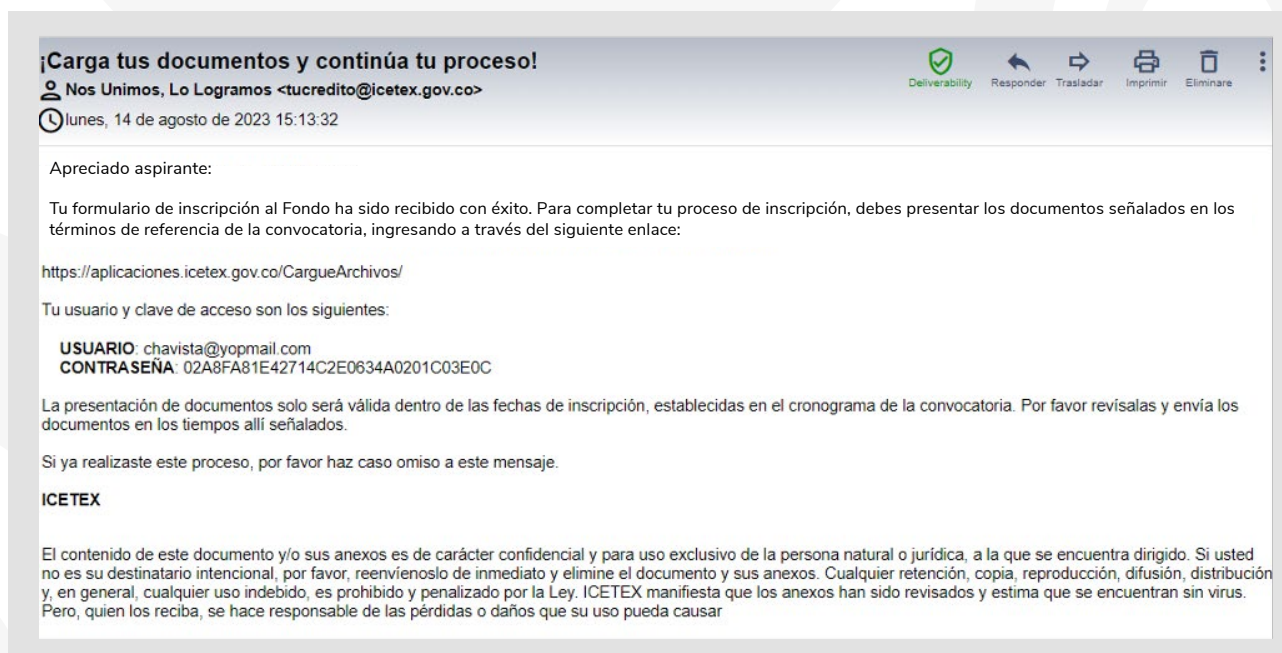 ¡Carga tus documentos y continúa tu proceso!
Nos Unimos, Lo Logramos <tucredito@icetex.gov.co>
lunes, 14 de agosto de 2023 15:13:32
Deliverability Responder Trasladar Imprimir Eliminare
Apreciado aspirante:
Tu formulario de inscripción al Fondo ha sido recibido con éxito. Para completar tu proceso de inscripción, debes presentar los documentos señalados en los
términos de referencia de la convocatoria, ingresando a través del siguiente enlace:
https://aplicaciones.icetex.gov.co/CargueArchivos/
Tu usuario y clave de acceso son los siguientes:
USUARIO: chavista@yopmail.com
CONTRASEÑA: 02A8FA81E42714C2E0634A0201C03E0C
La presentación de documentos solo será válida dentro de las fechas de inscripción, establecidas en el cronograma de la convocatoria. Por favor revísalas y envía los
documentos en los tiempos allí señalados.
Si ya realizaste este proceso, por favor haz caso omiso a este mensaje.
ICETEX
El contenido de este documento y/o sus anexos es de carácter confidencial y para uso exclusivo de la persona natural o jurídica, a la que se encuentra dirigido. Si usted
no es su destinatario intencional, por favor, reenvíenoslo de inmediato y elimine el documento y sus anexos. Cualquier retención, copia, reproducción, difusión, distribución
y, en general, cualquier uso indebido, es prohibido y penalizado por la Ley. ICETEX manifiesta que los anexos han sido revisados y estima que se encuentran sin virus.
Pero, quien los reciba, se hace responsable de las pérdidas o daños que su uso pueda causar